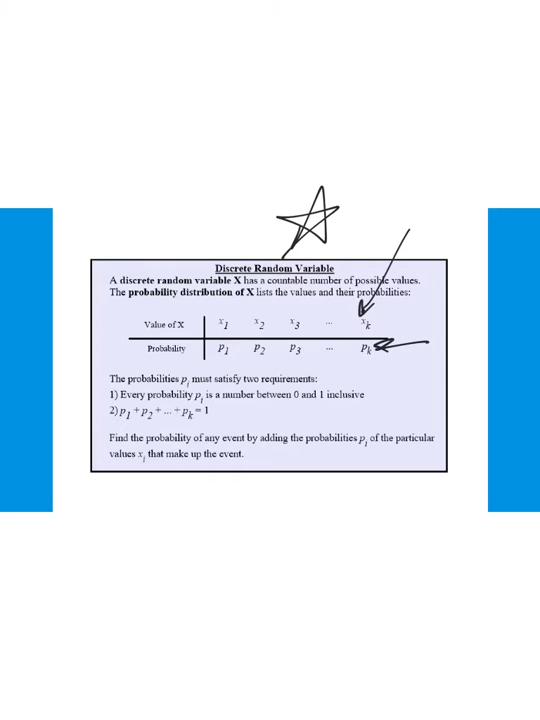 Discrete Random Variable
A discrete random variable X has a countable number of possible values.
The probability distribution of X lists the values and their probabilities:
Value of X x1 x2 x3 ... xk
Probability p1 p2 p3 ... pk
The probabilities pi must satisfy two requirements:
1) Every probability pi is a number between 0 and 1 inclusive
2) p1 + p2 + ... + pk = 1
Find the probability of any event by adding the probabilities pi of the particular
values xi that make up the event.